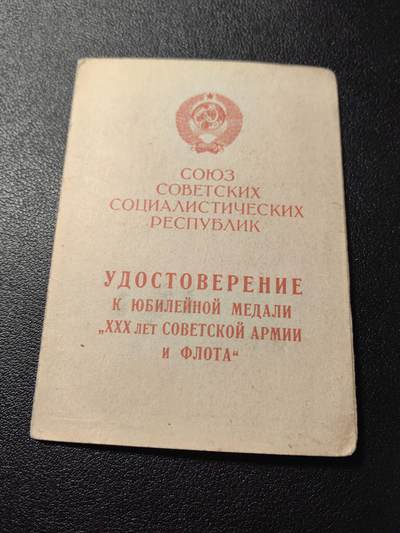 СОЮЗ
СОВЕТСКИХ
СОЦИАЛИСТИЧЕСКИХ
РЕСПУБЛИК
УДОСТОВЕРЕНИЕ
К ЮБИЛЕЙНОЙ МЕДАЛИ
„XXX ЛЕТ СОВЕТСКОЙ АРМИИ
И ФЛОТА“